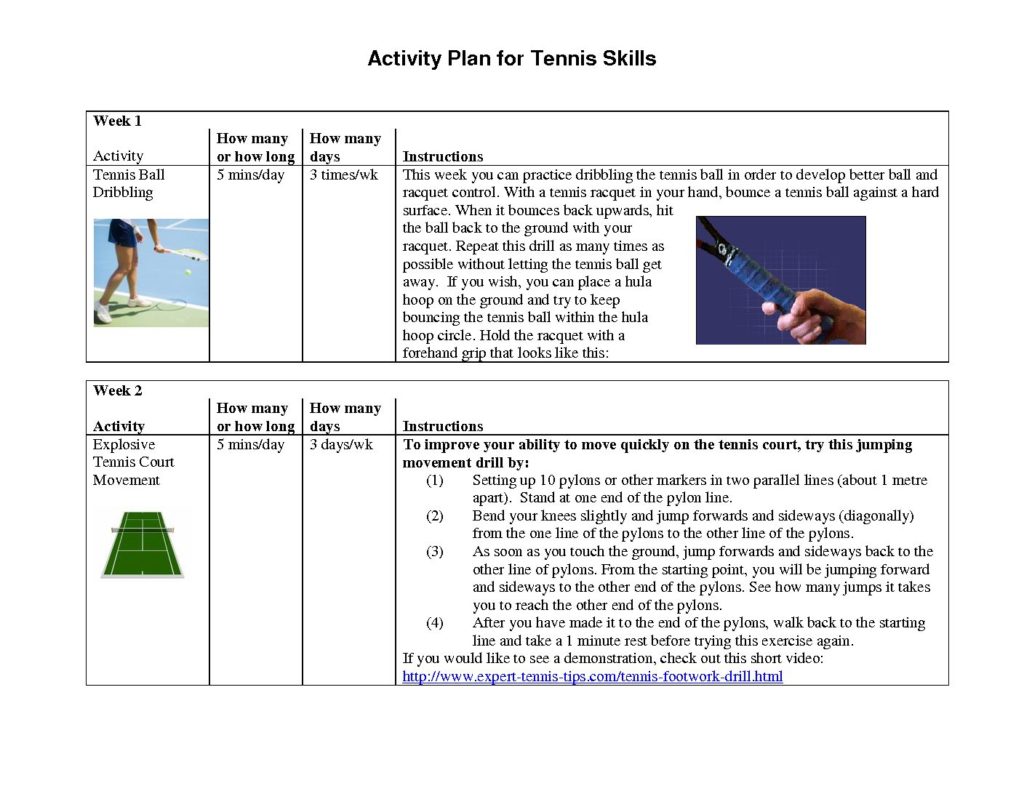 Activity Plan for Tennis Skills
Week 1
Activity
How many
or how long
How many
days
Instructions
Tennis Ball
Dribbling
5 mins/day
3 times/wk
This week you can practice dribbling the tennis ball in order to develop better ball and
racquet control. With a tennis racquet in your hand, bounce a tennis ball against a hard
surface. When it bounces back upwards, hit
the ball back to the ground with your
racquet. Repeat this drill as many times as
possible without letting the tennis ball get
away.  If you wish, you can place a hula
hoop on the ground and try to keep
bouncing the tennis ball within the hula
hoop circle. Hold the racquet with a
forehand grip that looks like this:
Week 2
Activity
How many
or how long
How many
days
Instructions
Explosive
Tennis Court
Movement
5 mins/day
3 days/wk
To improve your ability to move quickly on the tennis court, try this jumping
movement drill by:
(1) Setting up 10 pylons or other markers in two parallel lines (about 1 metre
apart).  Stand at one end of the pylon line.
(2) Bend your knees slightly and jump forwards and sideways (diagonally)
from the one line of the pylons to the other line of the pylons.
(3) As soon as you touch the ground, jump forwards and sideways back to the
other line of pylons. From the starting point, you will be jumping forward
and sideways to the other end of the pylons. See how many jumps it takes
you to reach the other end of the pylons.
(4) After you have made it to the end of the pylons, walk back to the starting
line and take a 1 minute rest before trying this exercise again.
If you would like to see a demonstration, check out this short video:
http://www.expert-tennis-tips.com/tennis-footwork-drill.html